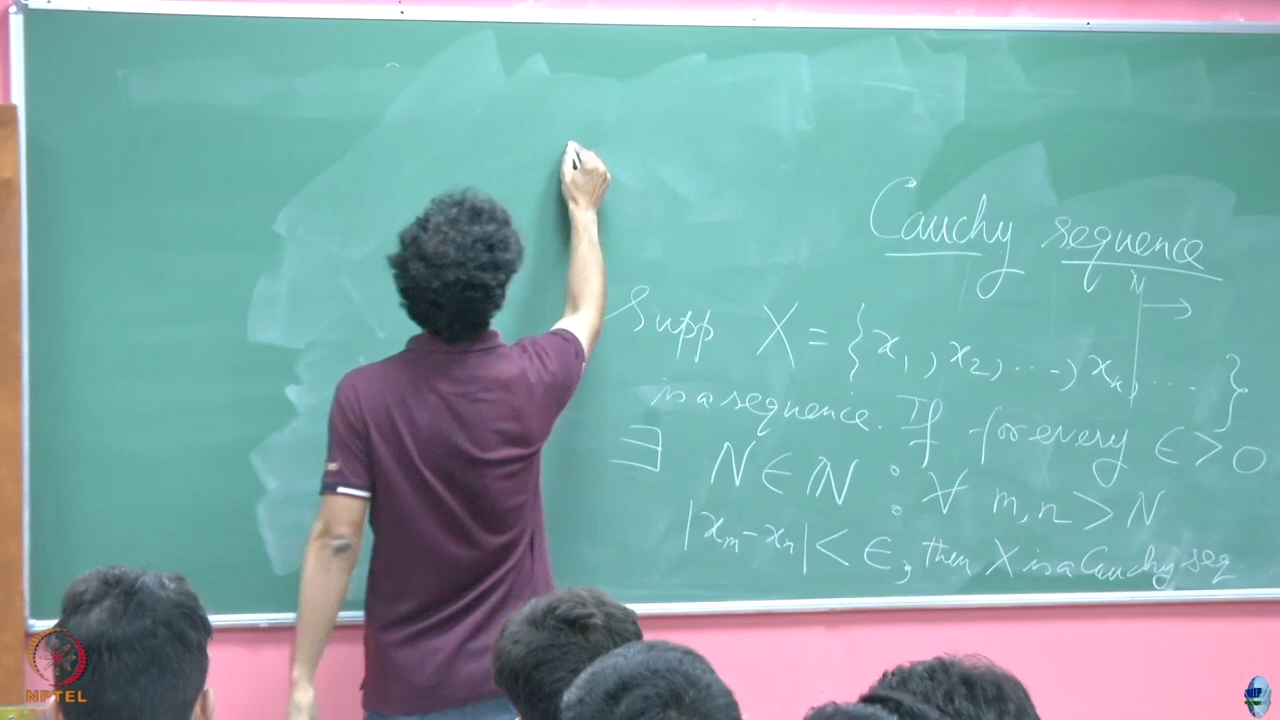 Cauchy sequence
N
Supp X = {x₁, x₂, ..., xₙ, .... }
is a sequence. If for every ϵ > 0
∃ N ∈ ℕ : ∀ m, n > N
|xₘ - xₙ| < ϵ, then X is a Cauchy seq
NPTEL